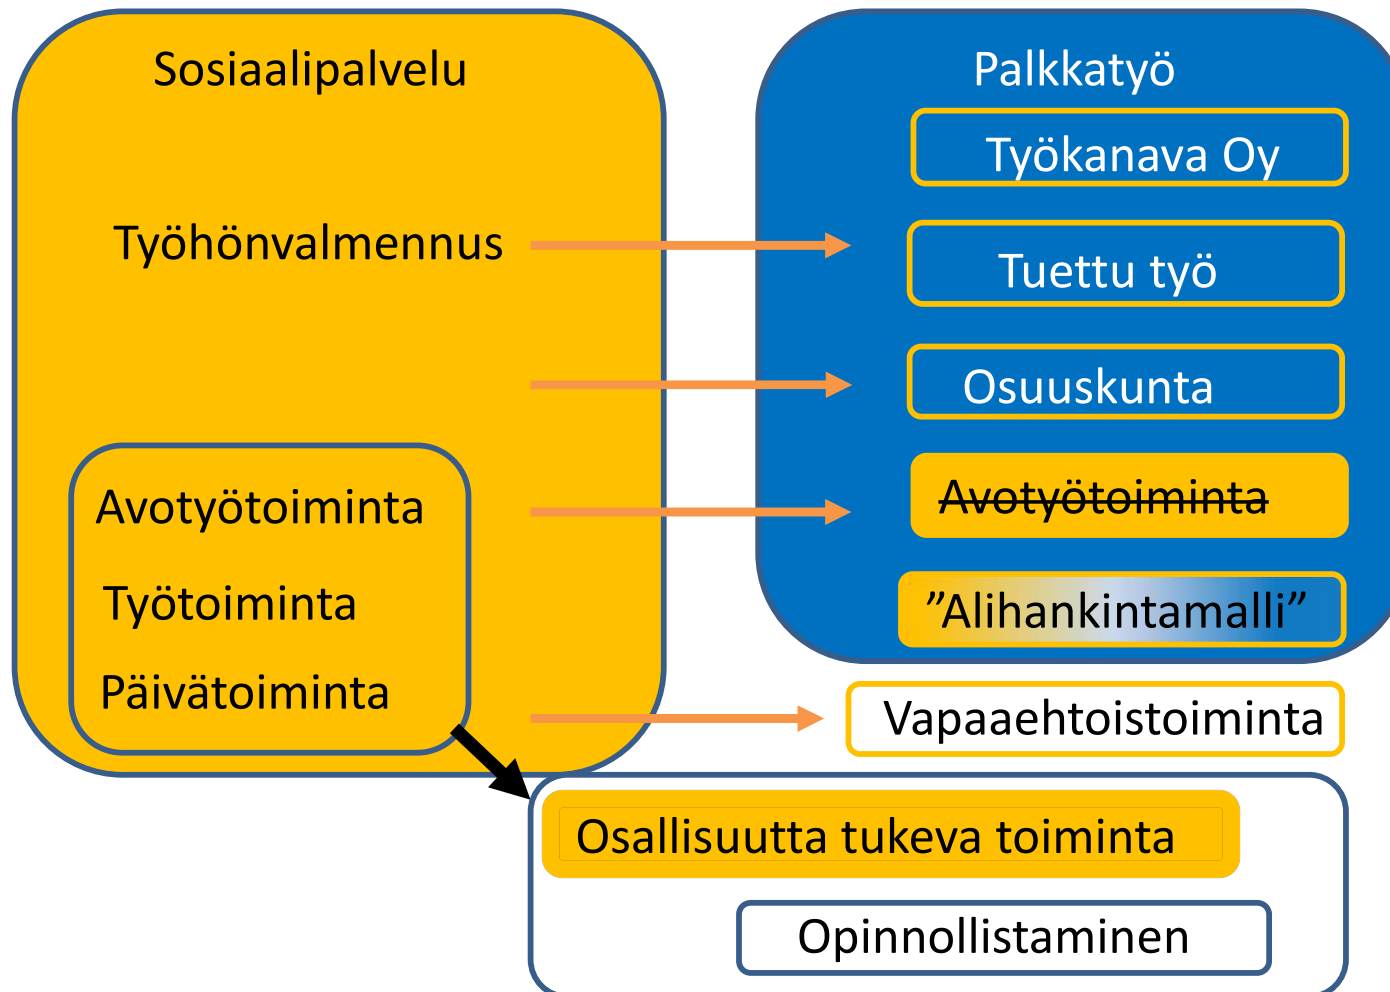 Sosiaalipalvelu
Työhönvalmennus
Avotyötoiminta
Työtoiminta
Päivätoiminta
Palkkatyö
Työkanava Oy
Tuettu työ
Osuuskunta
Avotyötoiminta
”Alihankintamalli”
Vapaaehtoistoiminta
Osallisuutta tukeva toiminta
Opinnollistaminen